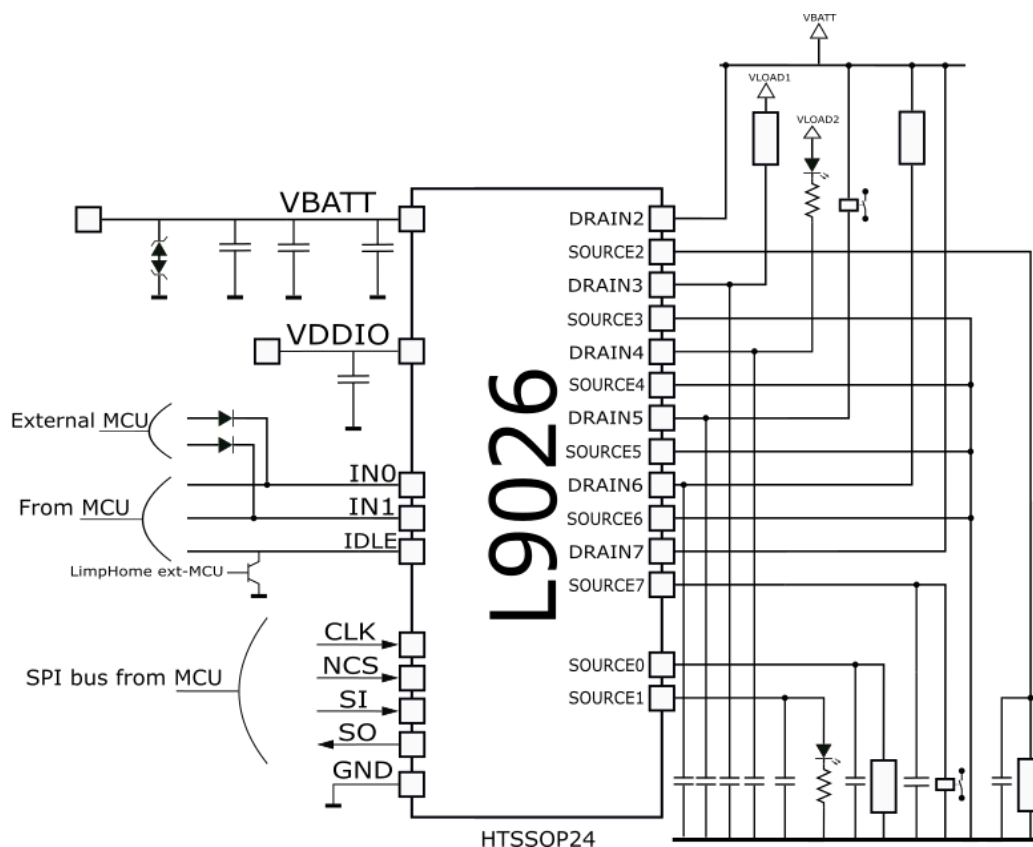 VBATT
VLOAD1
VLOAD2
VBATT
VDDIO
External MCU
From MCU
IN0
IN1
IDLE
LimpHome ext-MCU
SPI bus from MCU
CLK
NCS
SI
SO
GND
L9026
DRAIN2
SOURCE2
DRAIN3
SOURCE3
DRAIN4
SOURCE4
DRAIN5
SOURCE5
DRAIN6
SOURCE6
DRAIN7
SOURCE7
SOURCE0
SOURCE1
HTSSOP24